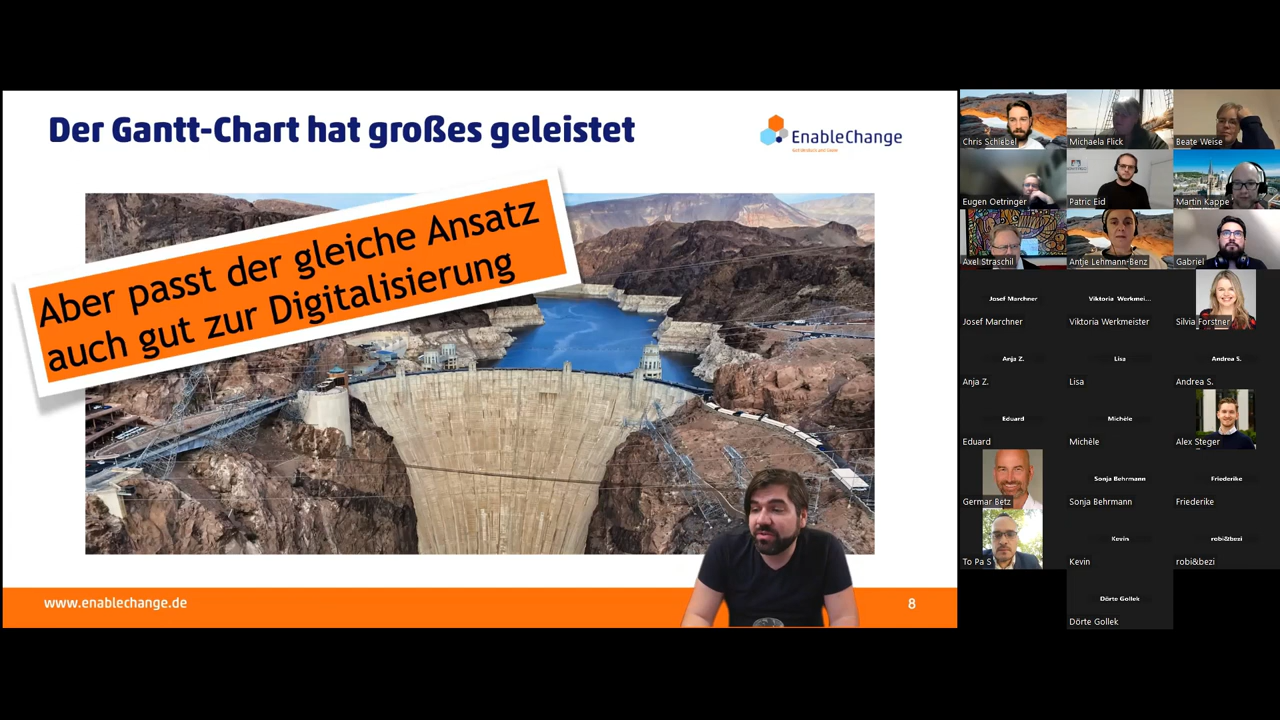 Der Gantt-Chart hat großes geleistet
EnableChange
Aber passt der gleiche Ansatz
auch gut zur Digitalisierung
www.enablechange.de
8
Chris Schiebel
Michaela Flick
Beate Weise
Eugen Oetringer
Patric Eid
Martin Kappe
Axel Straschil
Antje Lehmann-Benz
Gabriel
Josef Marchner
Josef Marchner
Viktoria Werkmei...
Viktoria Werkmeister
Silvia Forstner
Anja Z.
Anja Z.
Lisa
Lisa
Andrea S.
Andrea S.
Eduard
Eduard
Michèle
Michèle
Alex Steger
Germar Betz
Sonja Behrmann
Sonja Behrmann
Friederike
Friederike
To Pa S
Kevin
Kevin
robi&bezi
robi&bezi
Dörte Gollek
Dörte Gollek